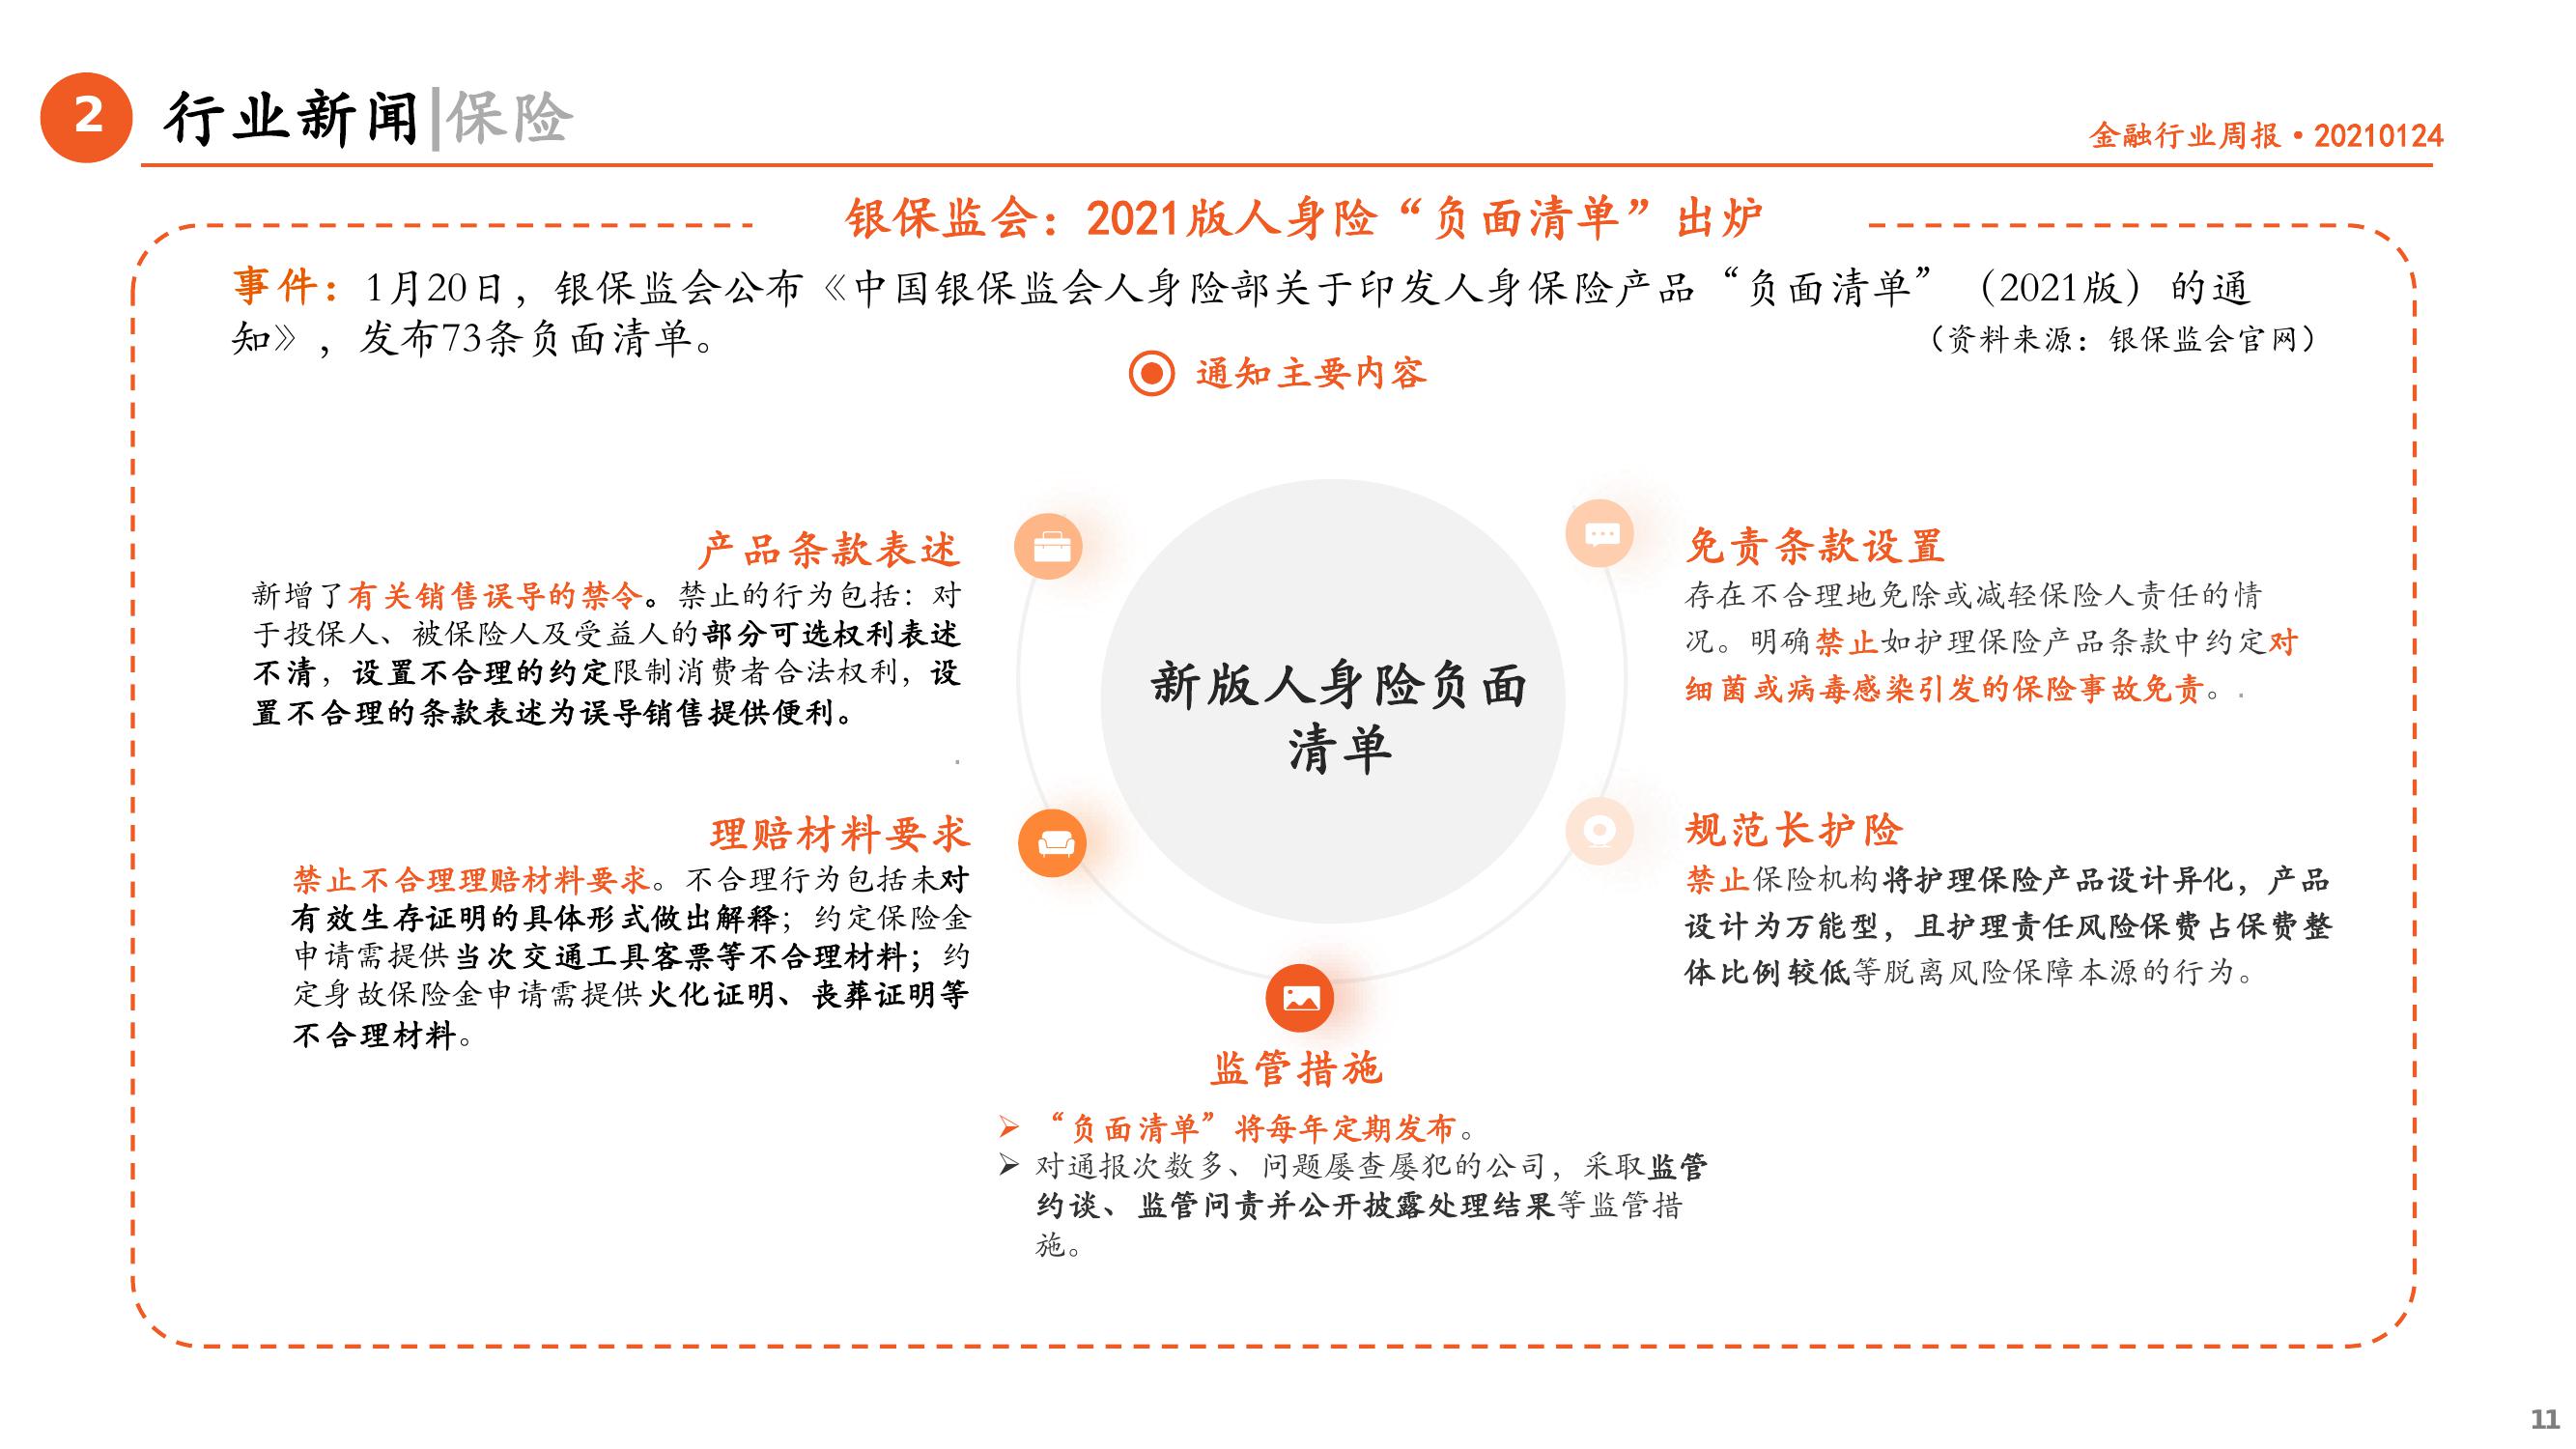 2
行业新闻|保险
金融行业周报•20210124
银保监会：2021版人身险“负面清单”出炉
事件：1月20日，银保监会公布《中国银保监会人身险部关于印发人身保险产品“负面清单”（2021版）的通
知》，发布73条负面清单。
（资料来源：银保监会官网）
通知主要内容
产品条款表述
新增了有关销售误导的禁令。禁止的行为包括：对
于投保人、被保险人及受益人的部分可选权利表述
不清，设置不合理的约定限制消费者合法权利，设
置不合理的条款表述为误导销售提供便利。
.
理赔材料要求
禁止不合理理赔材料要求。不合理行为包括未对
有效生存证明的具体形式做出解释；约定保险金
申请需提供当次交通工具客票等不合理材料；约
定身故保险金申请需提供火化证明、丧葬证明等
不合理材料。
新版人身险负面
清单
免责条款设置
存在不合理地免除或减轻保险人责任的情
况。明确禁止如护理保险产品条款中约定对
细菌或病毒感染引发的保险事故免责。.
规范长护险
禁止保险机构将护理保险产品设计异化，产品
设计为万能型，且护理责任风险保费占保费整
体比例较低等脱离风险保障本源的行为。
监管措施
➢ “负面清单”将每年定期发布。
➢ 对通报次数多、问题屡查屡犯的公司，采取监管
约谈、监管问责并公开披露处理结果等监管措
施。
11